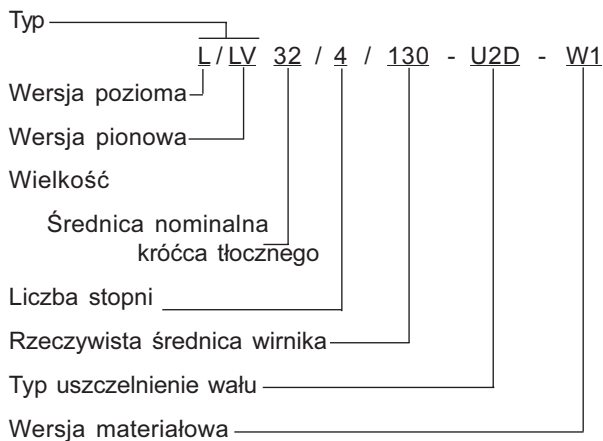 Typ
L / LV 32 / 4 / 130 - U2D - W1
Wersja pozioma
Wersja pionowa
Wielkość
Średnica nominalna
króćca tłocznego
Liczba stopni
Rzeczywista średnica wirnika
Typ uszczelnienie wału
Wersja materiałowa